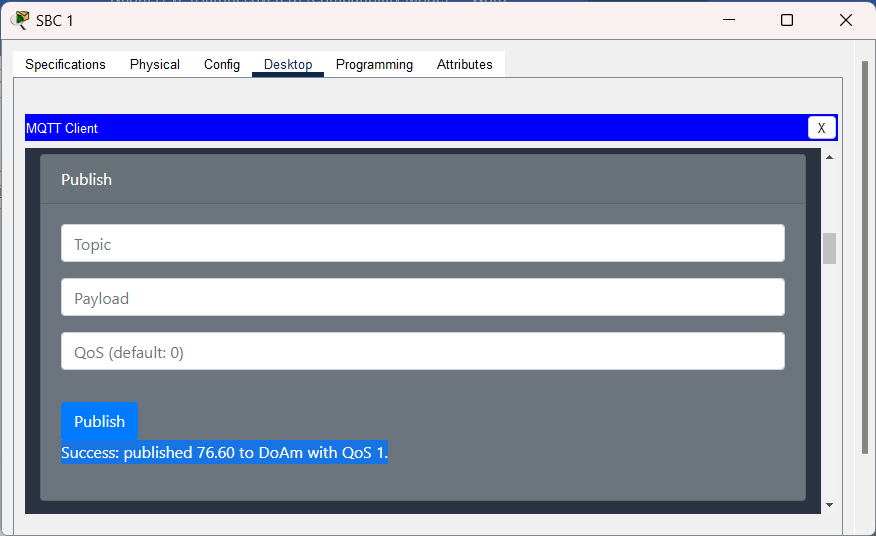 SBC 1
Specifications Physical Config Desktop Programming Attributes
MQTT Client X
Publish
Topic
Payload
QoS (default: 0)
Publish
Success: published 76.60 to DoAm with QoS 1.